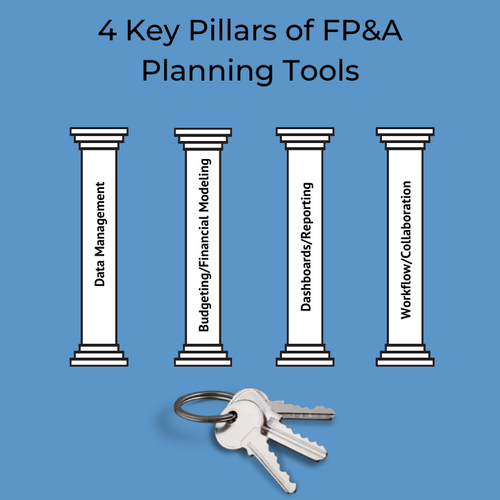 4 Key Pillars of FP&A
Planning Tools
Data Management
Budgeting/Financial Modeling
Dashboards/Reporting
Workflow/Collaboration